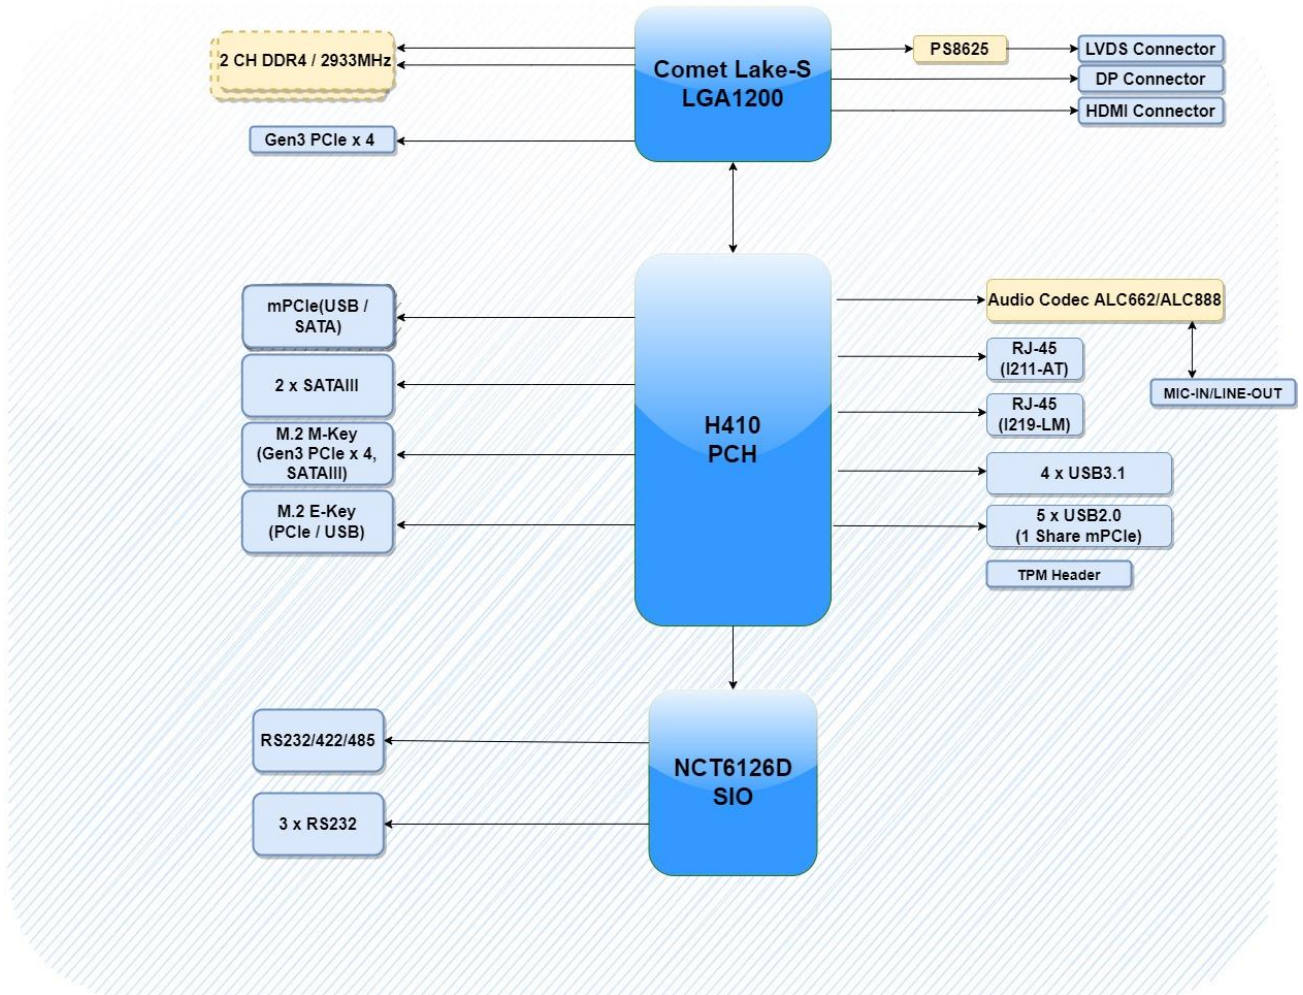 2 CH DDR4 / 2933MHz
Gen3 PCIe x 4
Comet Lake-S
LGA1200
PS8625
LVDS Connector
DP Connector
HDMI Connector
mPCIe(USB /
SATA)
2 x SATAIII
M.2 M-Key
(Gen3 PCIe x 4,
SATAIII)
M.2 E-Key
(PCIe / USB)
H410
PCH
Audio Codec ALC662/ALC888
RJ-45
(I211-AT)
MIC-IN/LINE-OUT
RJ-45
(I219-LM)
4 x USB3.1
5 x USB2.0
(1 Share mPCIe)
TPM Header
RS232/422/485
3 x RS232
NCT6126D
SIO